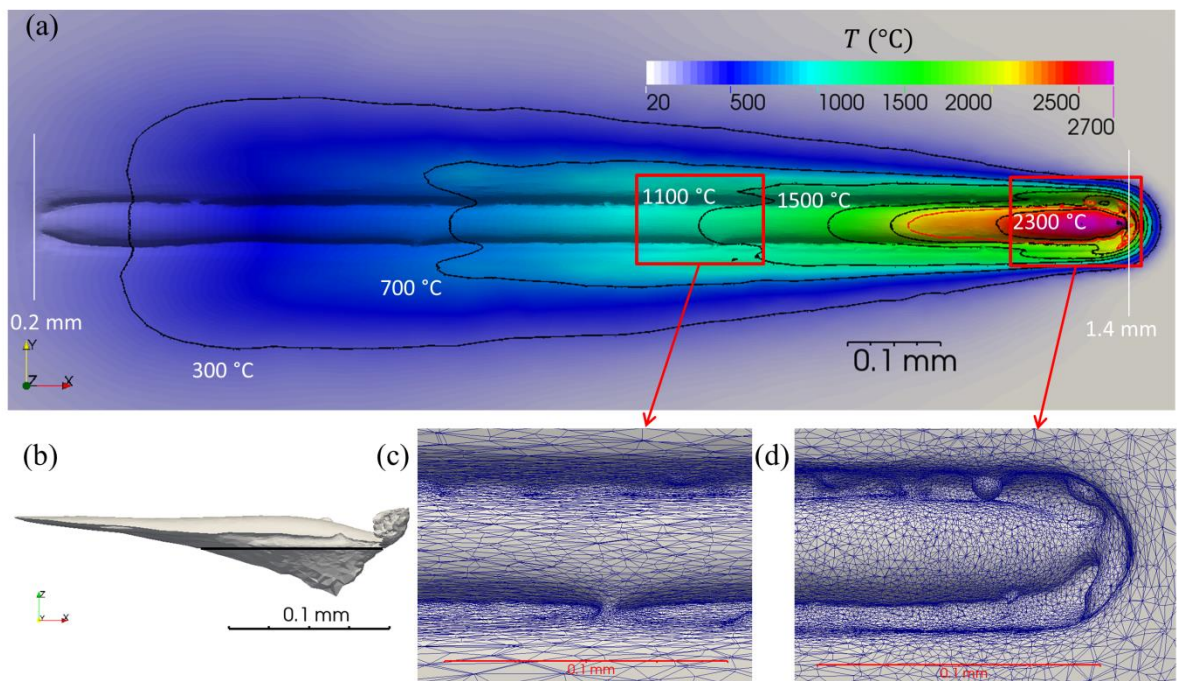 (a)
T (°C)
20 500 1000 1500 2000 2500
2700
1100 °C
1500 °C
2300 °C
700 °C
0.2 mm
1.4 mm
0.1 mm
300 °C
Y
Z X
(b)
(c)
(d)
Z
Y X
0.1 mm
0.1 mm
0.1 mm